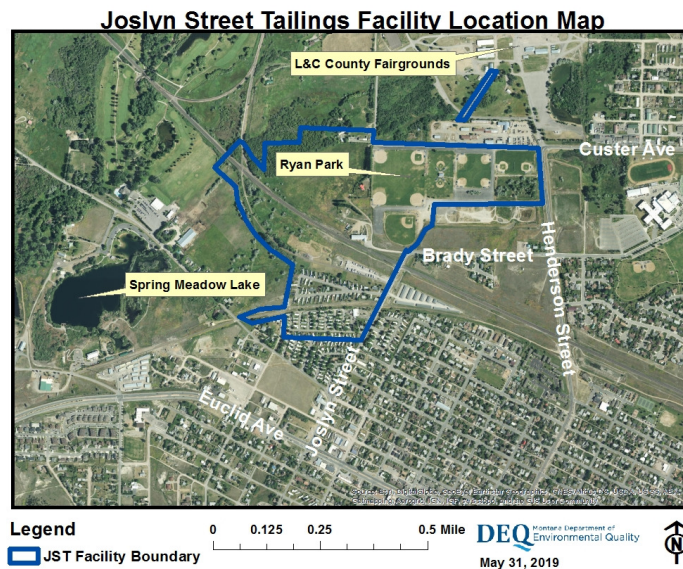 Joslyn Street Tailings Facility Location Map
L&C County Fairgrounds
Custer Ave
Ryan Park
Brady Street
Henderson Street
Spring Meadow Lake
Joslyn Street
Euclid Ave
Legend
JST Facility Boundary
0 0.125 0.25 0.5 Mile
DEQ Montana Department of
Environmental Quality
May 31, 2019
N